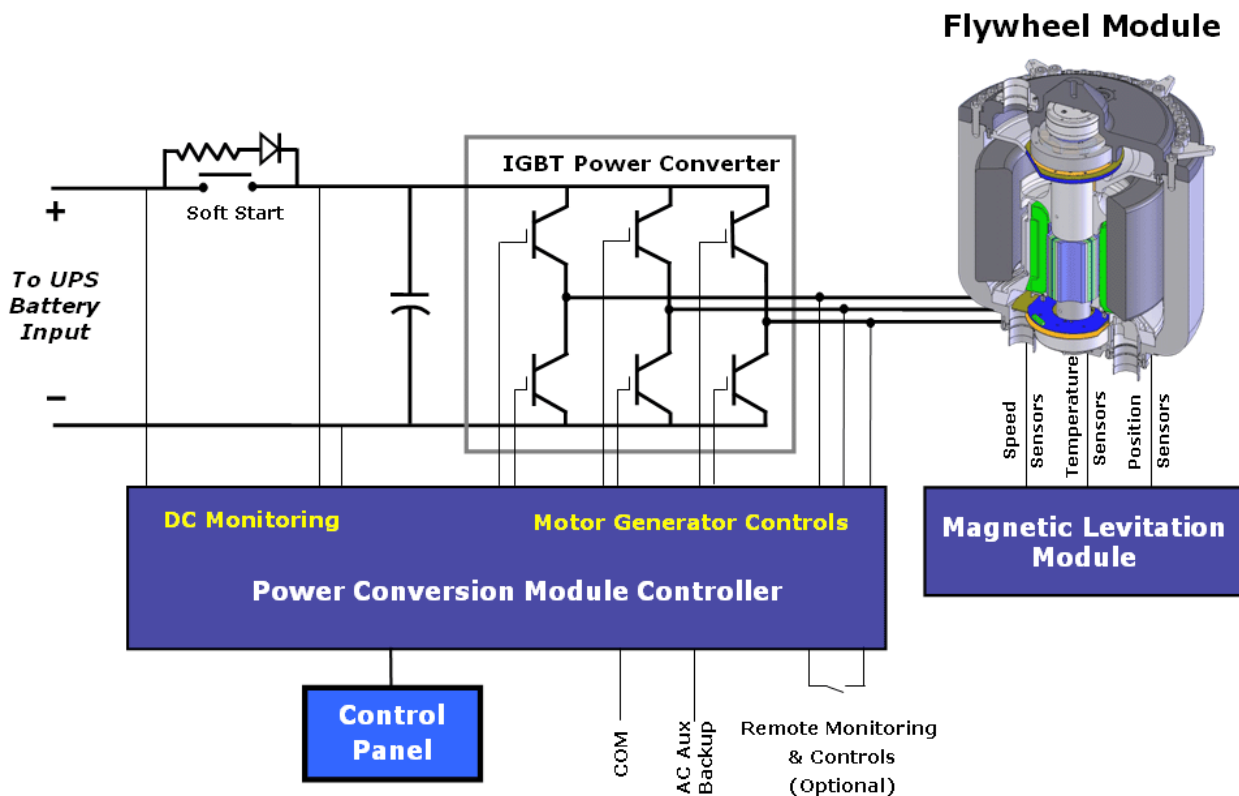 Flywheel Module
IGBT Power Converter
Soft Start
+
To UPS
Battery
Input
−
Speed
Sensors
Temperature
Sensors
Position
Sensors
DC Monitoring
Motor Generator Controls
Power Conversion Module Controller
Magnetic Levitation
Module
Control
Panel
COM
AC Aux
Backup
Remote Monitoring
& Controls
(Optional)